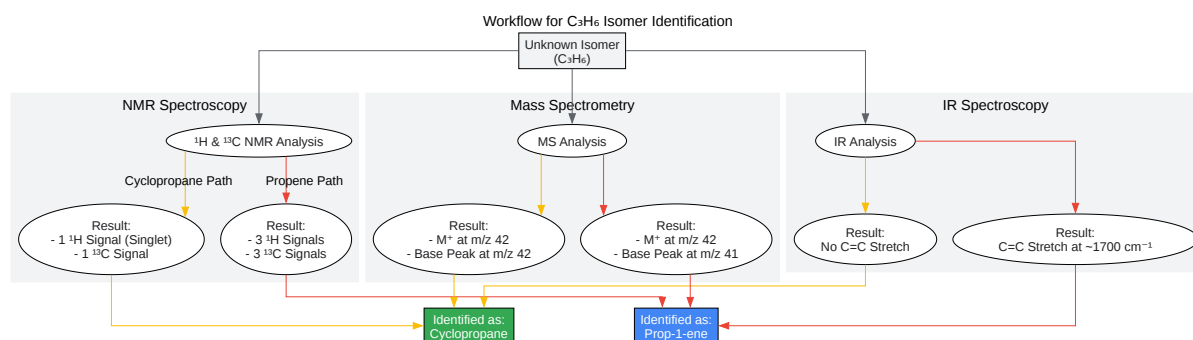 Workflow for C₃H₆ Isomer Identification
Unknown Isomer
(C₃H₆)
NMR Spectroscopy
Mass Spectrometry
IR Spectroscopy
¹H & ¹³C NMR Analysis
MS Analysis
IR Analysis
Cyclopropane Path
Propene Path
Result:
- 1 ¹H Signal (Singlet)
- 1 ¹³C Signal
Result:
- 3 ¹H Signals
- 3 ¹³C Signals
Result:
- M⁺ at m/z 42
- Base Peak at m/z 42
Result:
- M⁺ at m/z 42
- Base Peak at m/z 41
Result:
No C=C Stretch
Result:
C=C Stretch at ~1700 cm⁻¹
Identified as:
Cyclopropane
Identified as:
Prop-1-ene